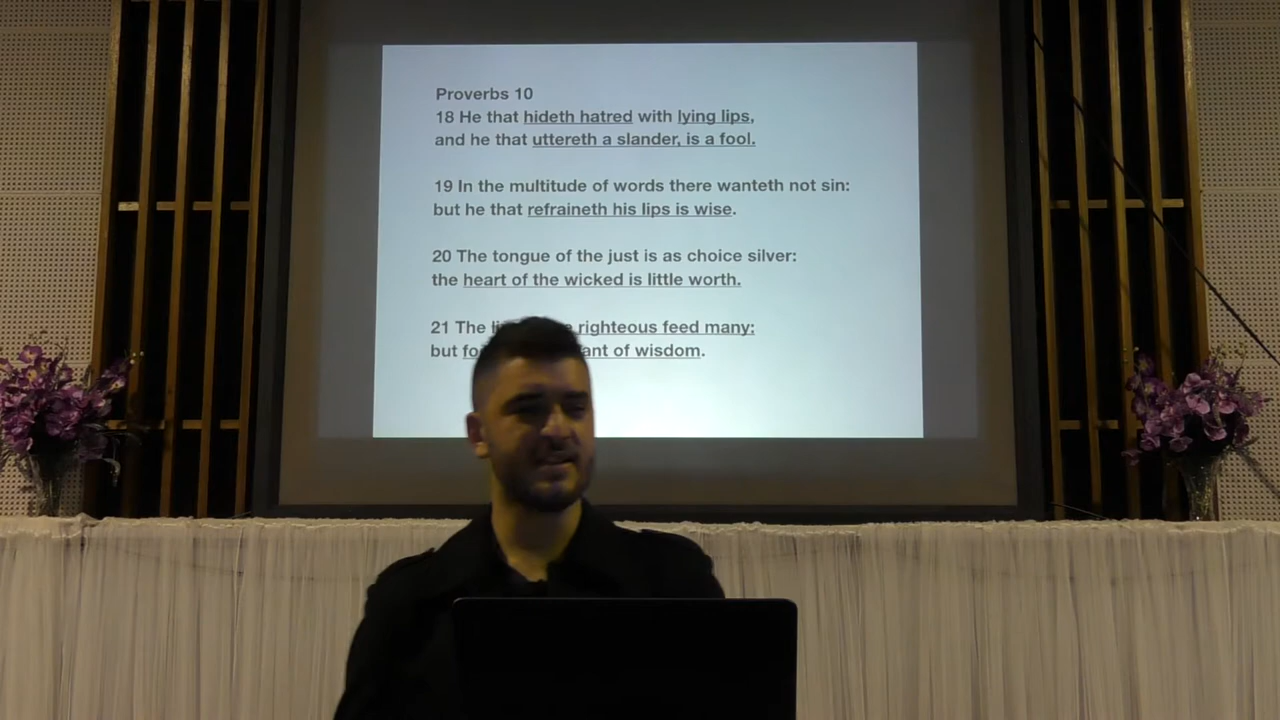 Proverbs 10
18 He that hideth hatred with lying lips,
and he that uttereth a slander, is a fool.
19 In the multitude of words there wanteth not sin:
but he that refraineth his lips is wise.
20 The tongue of the just is as choice silver:
the heart of the wicked is little worth.
21 The righteous feed many:
but of wisdom.